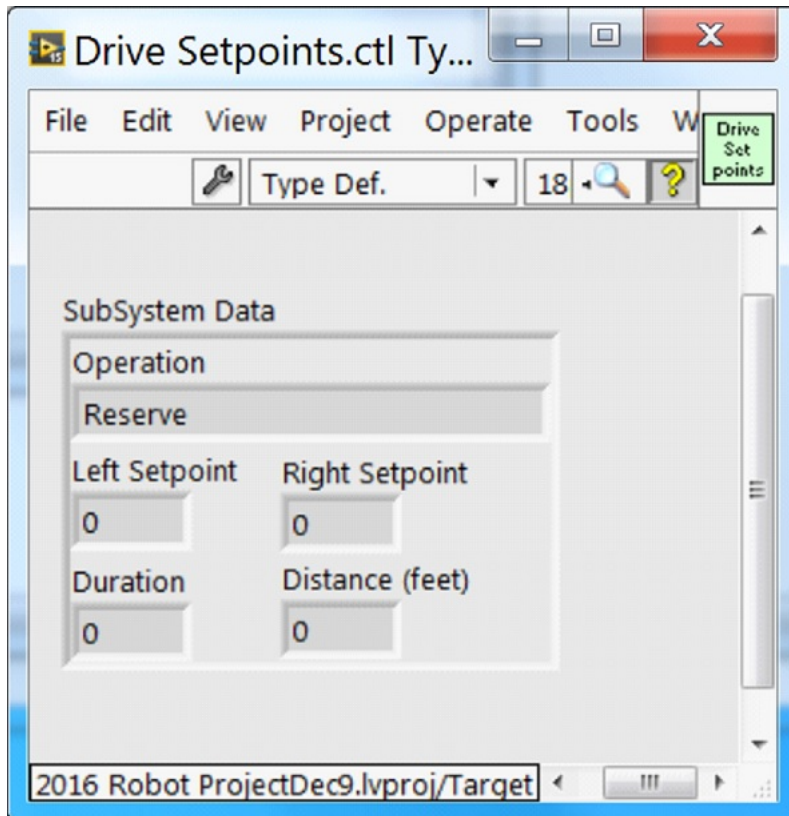 Drive Setpoints.ctl Ty...
File Edit View Project Operate Tools W
Drive
Set
points
Type Def.
18
?
SubSystem Data
Operation
Reserve
Left Setpoint Right Setpoint
0 0
Duration Distance (feet)
0 0
2016 Robot ProjectDec9.lvproj/Target